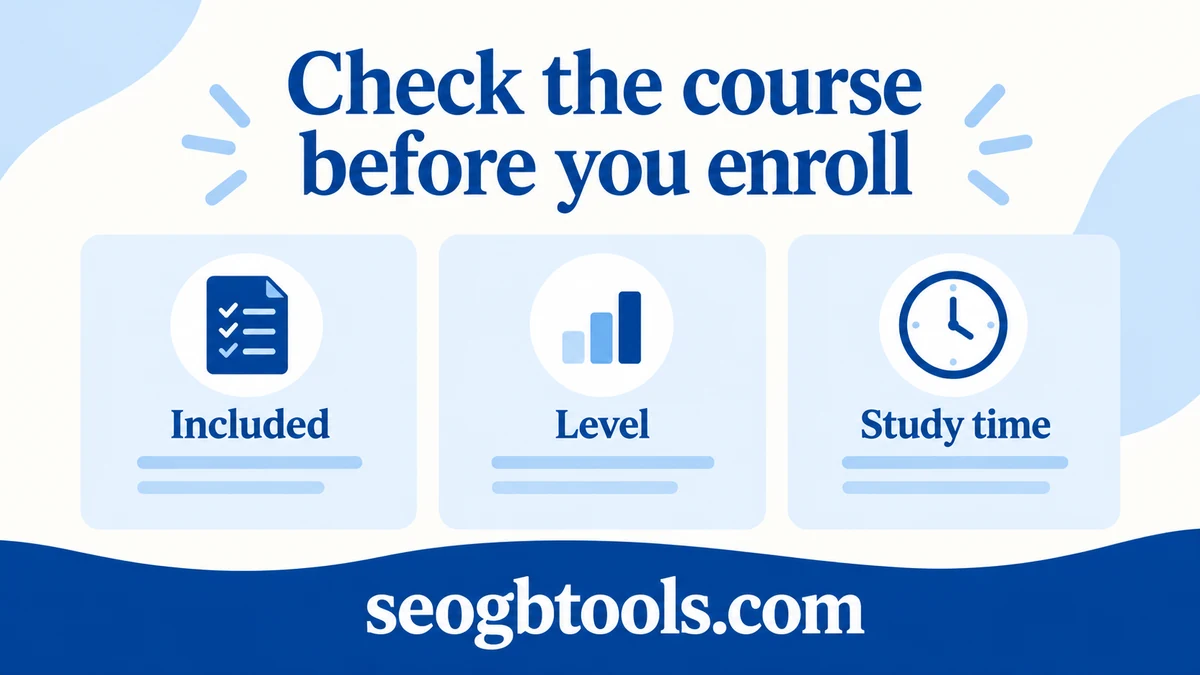 Check the course
before you enroll
Included
Level
Study time
seogbtools.com